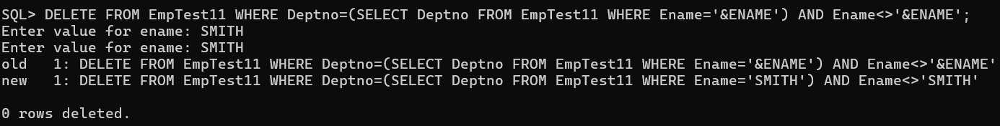 SQL> DELETE FROM EmpTest11 WHERE Deptno=(SELECT Deptno FROM EmpTest11 WHERE Ename='&ENAME') AND Ename<>'&ENAME';
Enter value for ename: SMITH
Enter value for ename: SMITH
old   1: DELETE FROM EmpTest11 WHERE Deptno=(SELECT Deptno FROM EmpTest11 WHERE Ename='&ENAME') AND Ename<>'&ENAME'
new   1: DELETE FROM EmpTest11 WHERE Deptno=(SELECT Deptno FROM EmpTest11 WHERE Ename='SMITH') AND Ename<>'SMITH'
0 rows deleted.